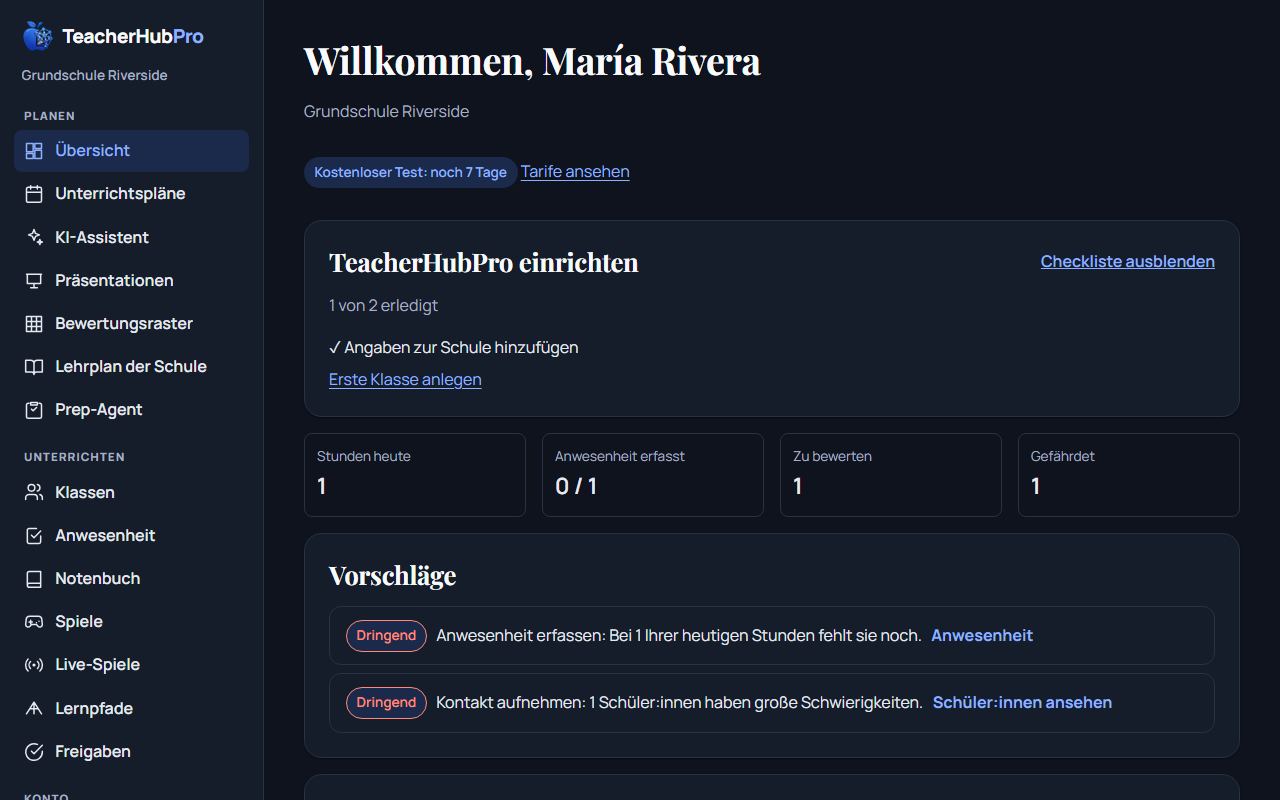 TeacherHubPro
Grundschule Riverside
PLANEN
Übersicht
Unterrichtspläne
KI-Assistent
Präsentationen
Bewertungsraster
Lehrplan der Schule
Prep-Agent
UNTERRICHTEN
Klassen
Anwesenheit
Notenbuch
Spiele
Live-Spiele
Lernpfade
Freigaben
KONTO
Willkommen, María Rivera
Grundschule Riverside
Kostenloser Test: noch 7 Tage Tarife ansehen
TeacherHubPro einrichten
Checkliste ausblenden
1 von 2 erledigt
✓ Angaben zur Schule hinzufügen
Erste Klasse anlegen
Stunden heute
1
Anwesenheit erfasst
0 / 1
Zu bewerten
1
Gefährdet
1
Vorschläge
Dringend Anwesenheit erfassen: Bei 1 Ihrer heutigen Stunden fehlt sie noch. Anwesenheit
Dringend Kontakt aufnehmen: 1 Schüler:innen haben große Schwierigkeiten. Schüler:innen ansehen